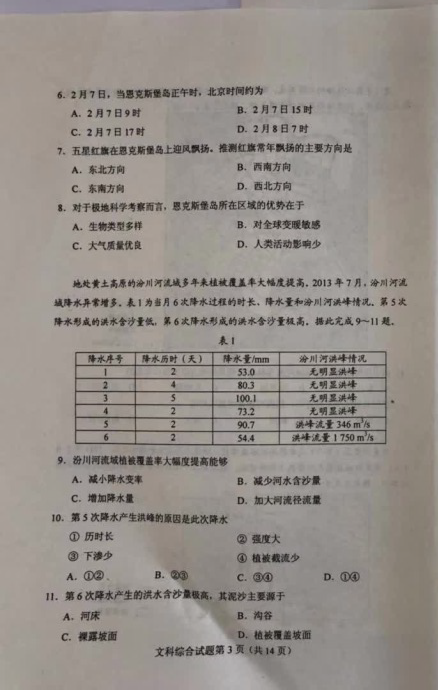 6. 2月7日，当恩克斯堡岛正午时，北京时间约为
A. 2月7日9时 B. 2月7日15时
C. 2月7日17时 D. 2月8日7时
7. 五星红旗在恩克斯堡岛上迎风飘扬。推测红旗常年飘扬的主要方向是
A. 东北方向 B. 西南方向
C. 东南方向 D. 西北方向
8. 对于极地科学考察而言，恩克斯堡岛所在区域的优势在于
A. 生物类型多样 B. 对全球变暖敏感
C. 大气质量优良 D. 人类活动影响少
地处黄土高原的汾川河流域多年来植被覆盖率大幅度提高。2013年7月，汾川河流
域降水异常增多。表1为当月6次降水过程的时长、降水量和汾川河洪峰情况。第5次
降水形成的洪水含沙量低，第6次降水形成的洪水含沙量极高。据此完成9~11题。
表1
降水序号 降水历时（天） 降水量/mm 汾川河洪峰情况
1 2 53.0 无明显洪峰
2 4 80.3 无明显洪峰
3 5 100.1 无明显洪峰
4 2 73.2 无明显洪峰
5 2 90.7 洪峰流量 346 m³/s
6 2 54.4 洪峰流量 1 750 m³/s
9. 汾川河流域植被覆盖率大幅度提高能够
A. 减小降水变率 B. 减少河水含沙量
C. 增加降水量 D. 加大河流径流量
10. 第5次降水产生洪峰的原因是此次降水
① 历时长 ② 强度大
③ 下渗少 ④ 植被截流少
A. ①② B. ②③ C. ③④ D. ①④
11. 第6次降水产生的洪水含沙量极高，其泥沙主要源于
A. 河床 B. 沟谷
C. 裸露坡面 D. 植被覆盖坡面
文科综合试题第3页（共14页）